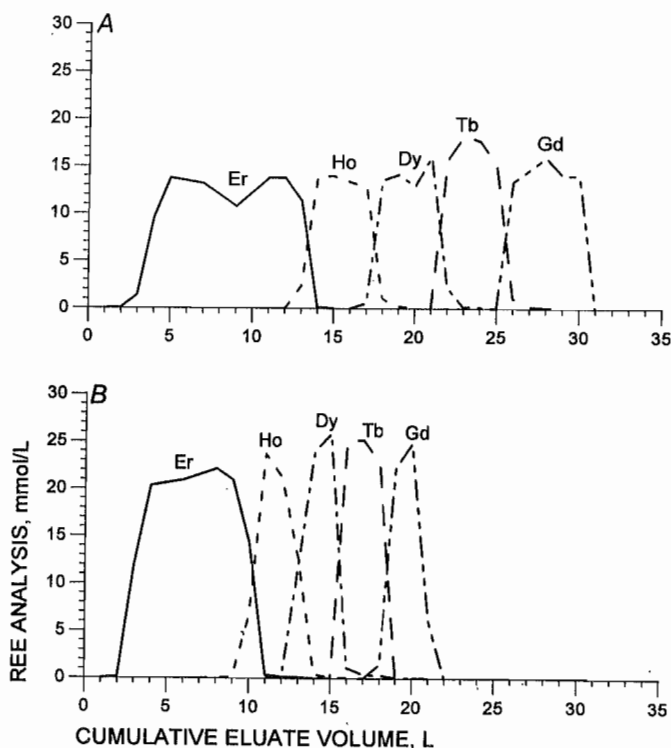 A
30
25
20
15
10
5
0
Er
Ho
Dy
Tb
Gd
0 5 10 15 20 25 30 35
B
30
25
20
15
10
5
0
Er
Ho
Dy
Tb
Gd
0 5 10 15 20 25 30 35
REE ANALYSIS, mmol/L
CUMULATIVE ELUATE VOLUME, L